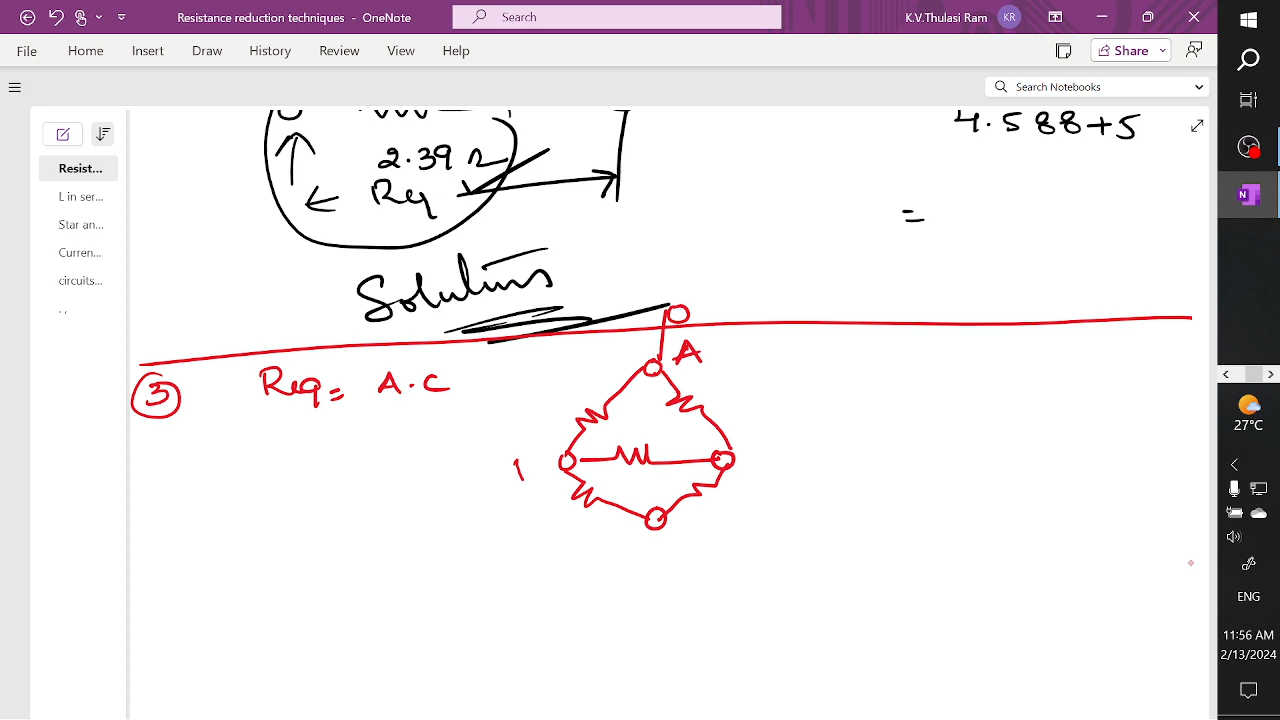 Resistance reduction techniques - OneNote
Search
K.V.Thulasi Ram
KR
File Home Insert Draw History Review View Help
Share
Search Notebooks
Resist...
L in ser...
Star an...
Curren...
circuits...
4.588+5
2.39 Ω
Req
=
Solutions
3
Req = A.C
A
27°C
ENG
11:56 AM
2/13/2024